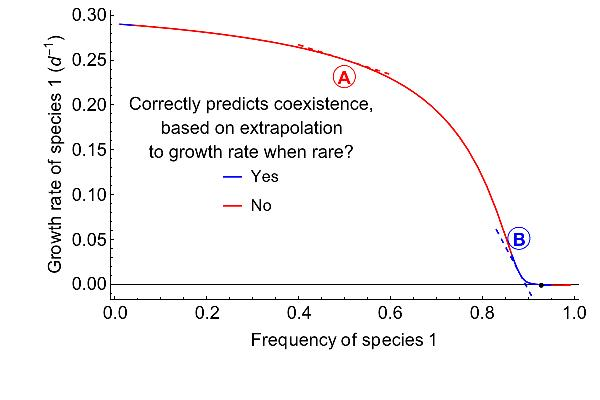 0.30
0.25
0.20
0.15
0.10
0.05
0.00
Growth rate of species 1 (d⁻¹)
A
Correctly predicts coexistence,
based on extrapolation
to growth rate when rare?
Yes
No
B
0.0 0.2 0.4 0.6 0.8 1.0
Frequency of species 1